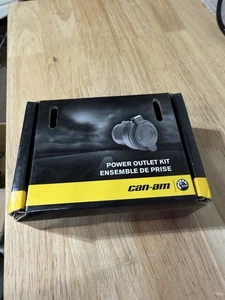 POWER OUTLET KIT
ENSEMBLE DE PRISE
can-am